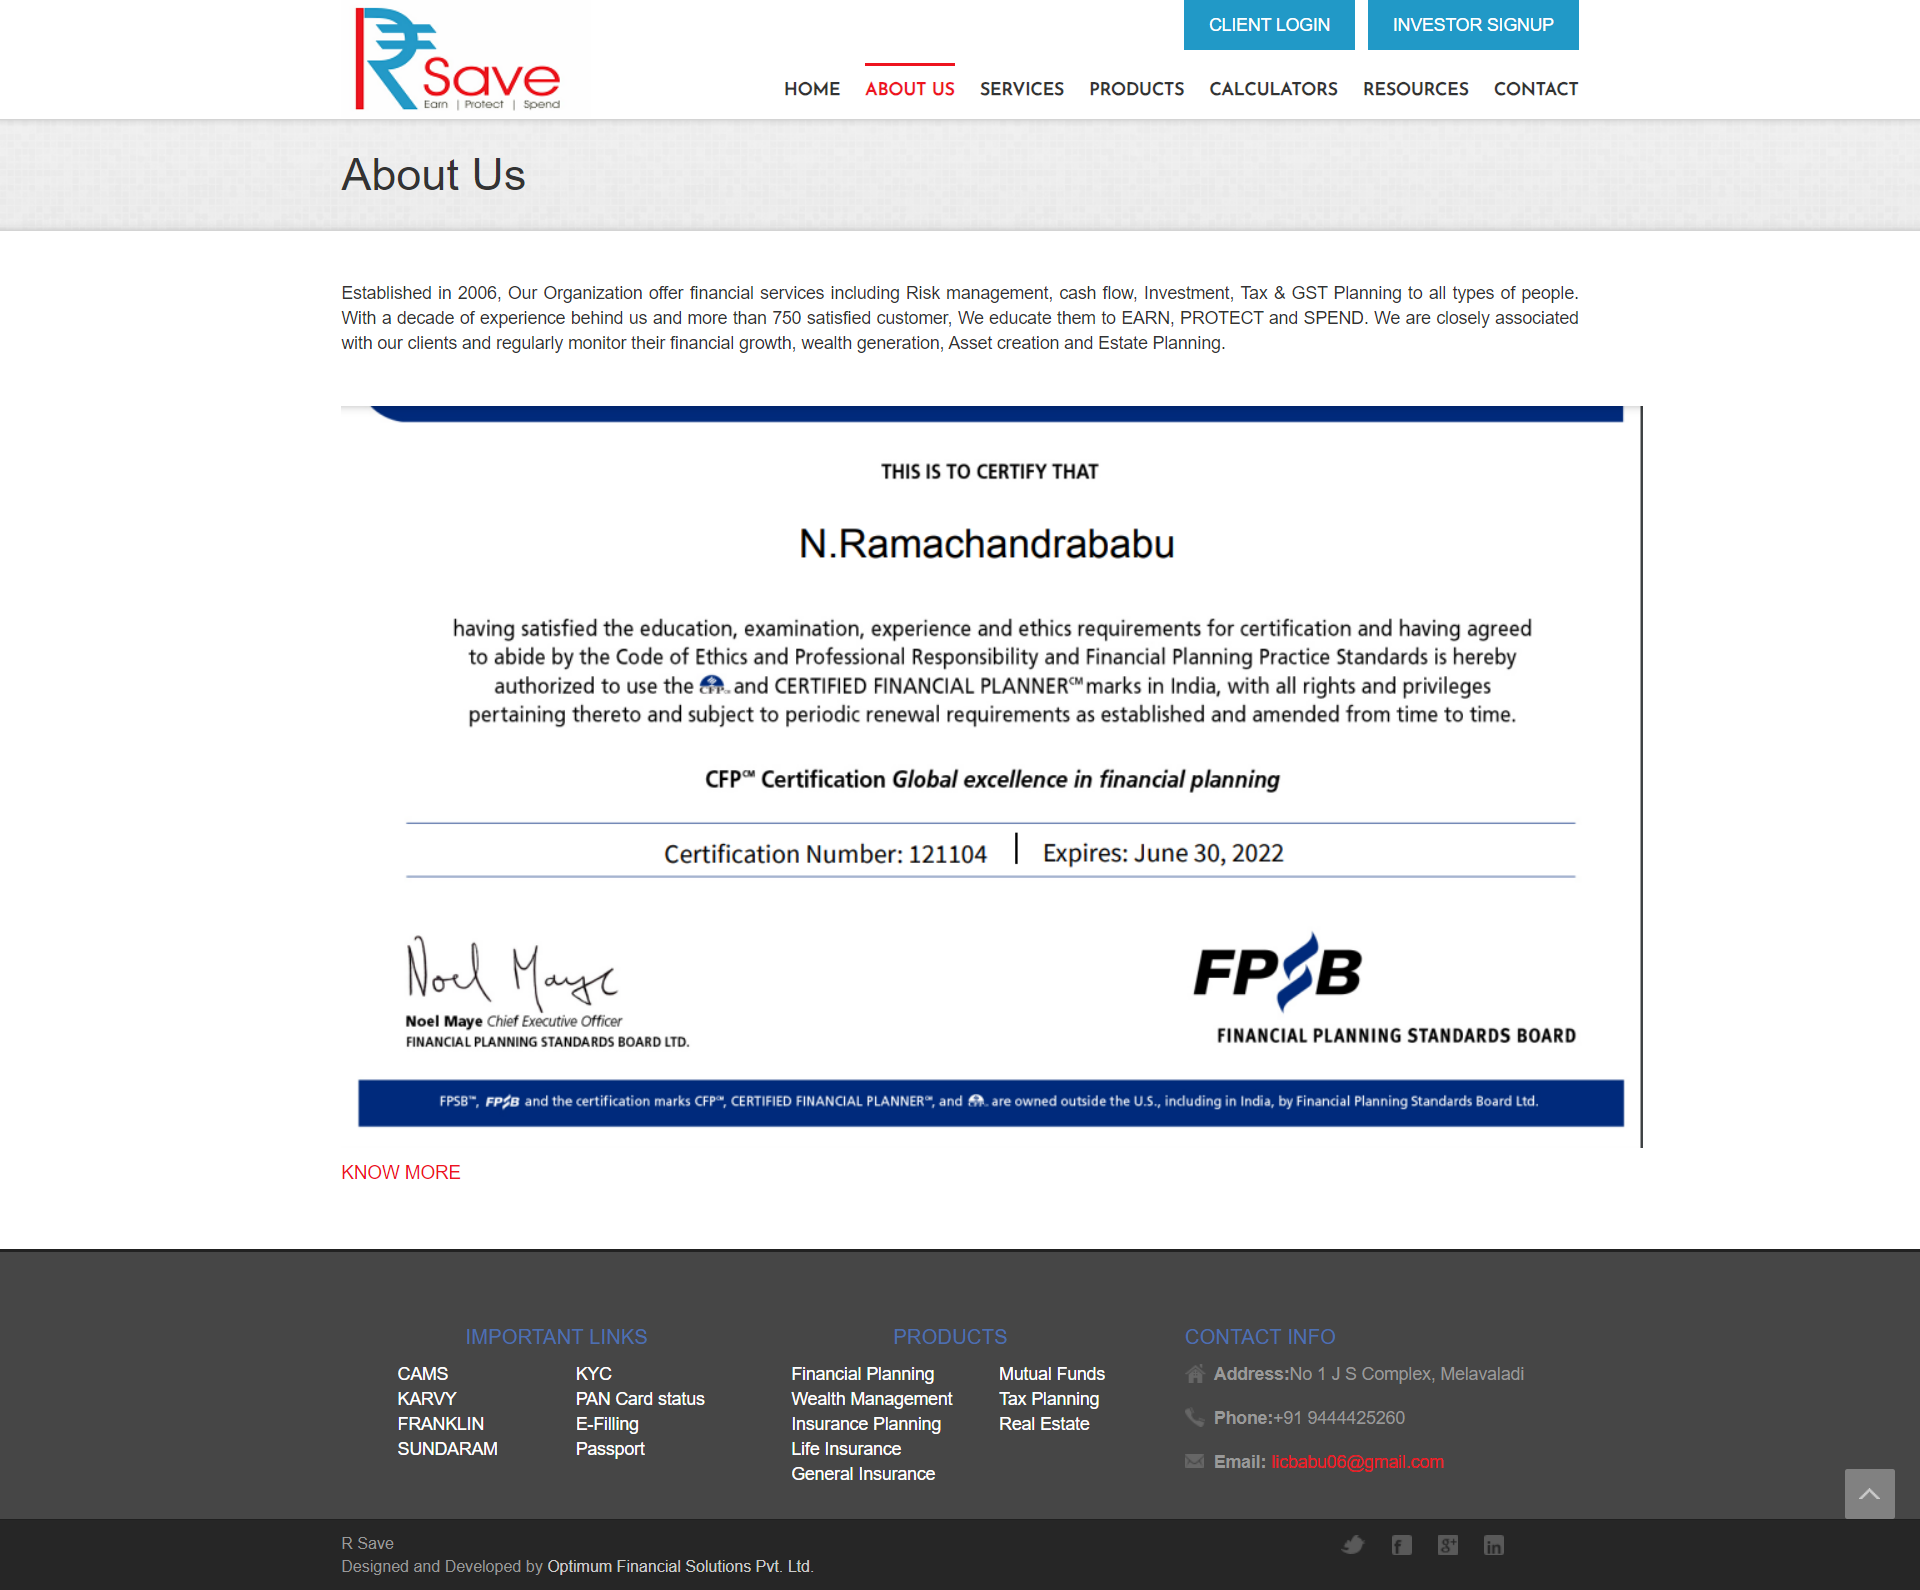 R Save
Earn | Protect | Spend
CLIENT LOGIN
INVESTOR SIGNUP
HOME ABOUT US SERVICES PRODUCTS CALCULATORS RESOURCES CONTACT
About Us
Established in 2006, Our Organization offer financial services including Risk management, cash flow, Investment, Tax & GST Planning to all types of people.
With a decade of experience behind us and more than 750 satisfied customer, We educate them to EARN, PROTECT and SPEND. We are closely associated
with our clients and regularly monitor their financial growth, wealth generation, Asset creation and Estate Planning.
THIS IS TO CERTIFY THAT
N.Ramachandrababu
having satisfied the education, examination, experience and ethics requirements for certification and having agreed
to abide by the Code of Ethics and Professional Responsibility and Financial Planning Practice Standards is hereby
authorized to use the CFP and CERTIFIED FINANCIAL PLANNER℠ marks in India, with all rights and privileges
pertaining thereto and subject to periodic renewal requirements as established and amended from time to time.
CFP℠ Certification Global excellence in financial planning
Certification Number: 121104 | Expires: June 30, 2022
Noel Maye
Noel Maye Chief Executive Officer
FINANCIAL PLANNING STANDARDS BOARD LTD.
FPSB
FINANCIAL PLANNING STANDARDS BOARD
FPSB™, FPSB and the certification marks CFP℠, CERTIFIED FINANCIAL PLANNER℠, and are owned outside the U.S., including in India, by Financial Planning Standards Board Ltd.
KNOW MORE
IMPORTANT LINKS
CAMS
KARVY
FRANKLIN
SUNDARAM
KYC
PAN Card status
E-Filling
Passport
PRODUCTS
Financial Planning
Wealth Management
Insurance Planning
Life Insurance
General Insurance
Mutual Funds
Tax Planning
Real Estate
CONTACT INFO
Address:No 1 J S Complex, Melavaladi
Phone:+91 9444425260
Email: licbabu06@gmail.com
R Save
Designed and Developed by Optimum Financial Solutions Pvt. Ltd.